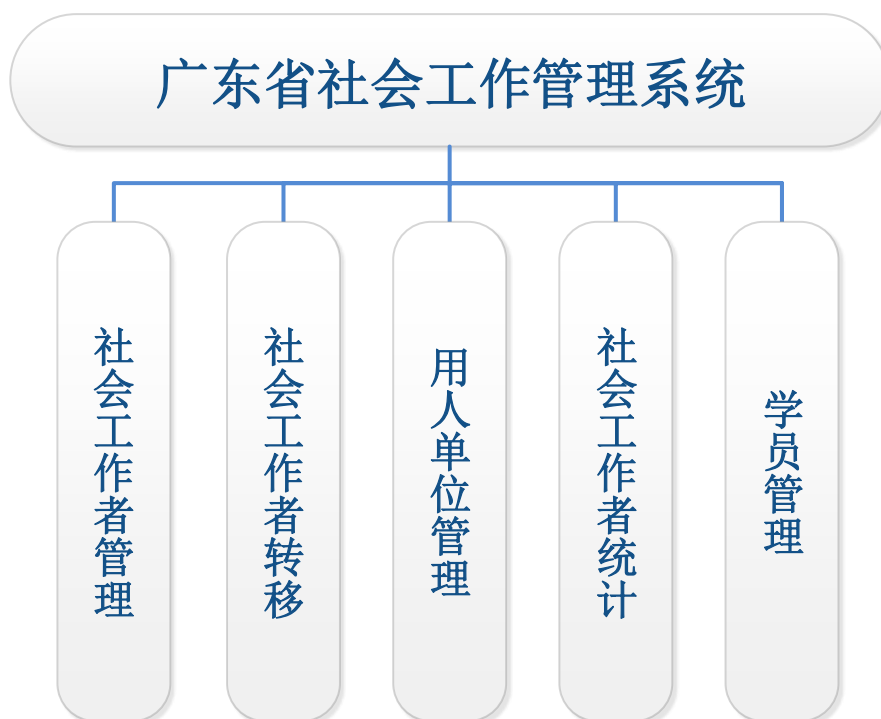 广东省社会工作管理系统
社会工作者管理
社会工作者转移
用人单位管理
社会工作者统计
学员管理